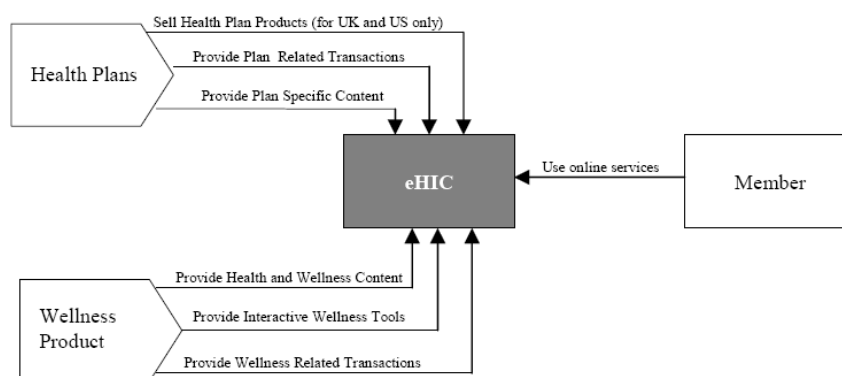 Sell Health Plan Products (for UK and US only)
Provide Plan Related Transactions
Health Plans
Provide Plan Specific Content
eHIC
Use online services
Member
Provide Health and Wellness Content
Wellness
Product
Provide Interactive Wellness Tools
Provide Wellness Related Transactions